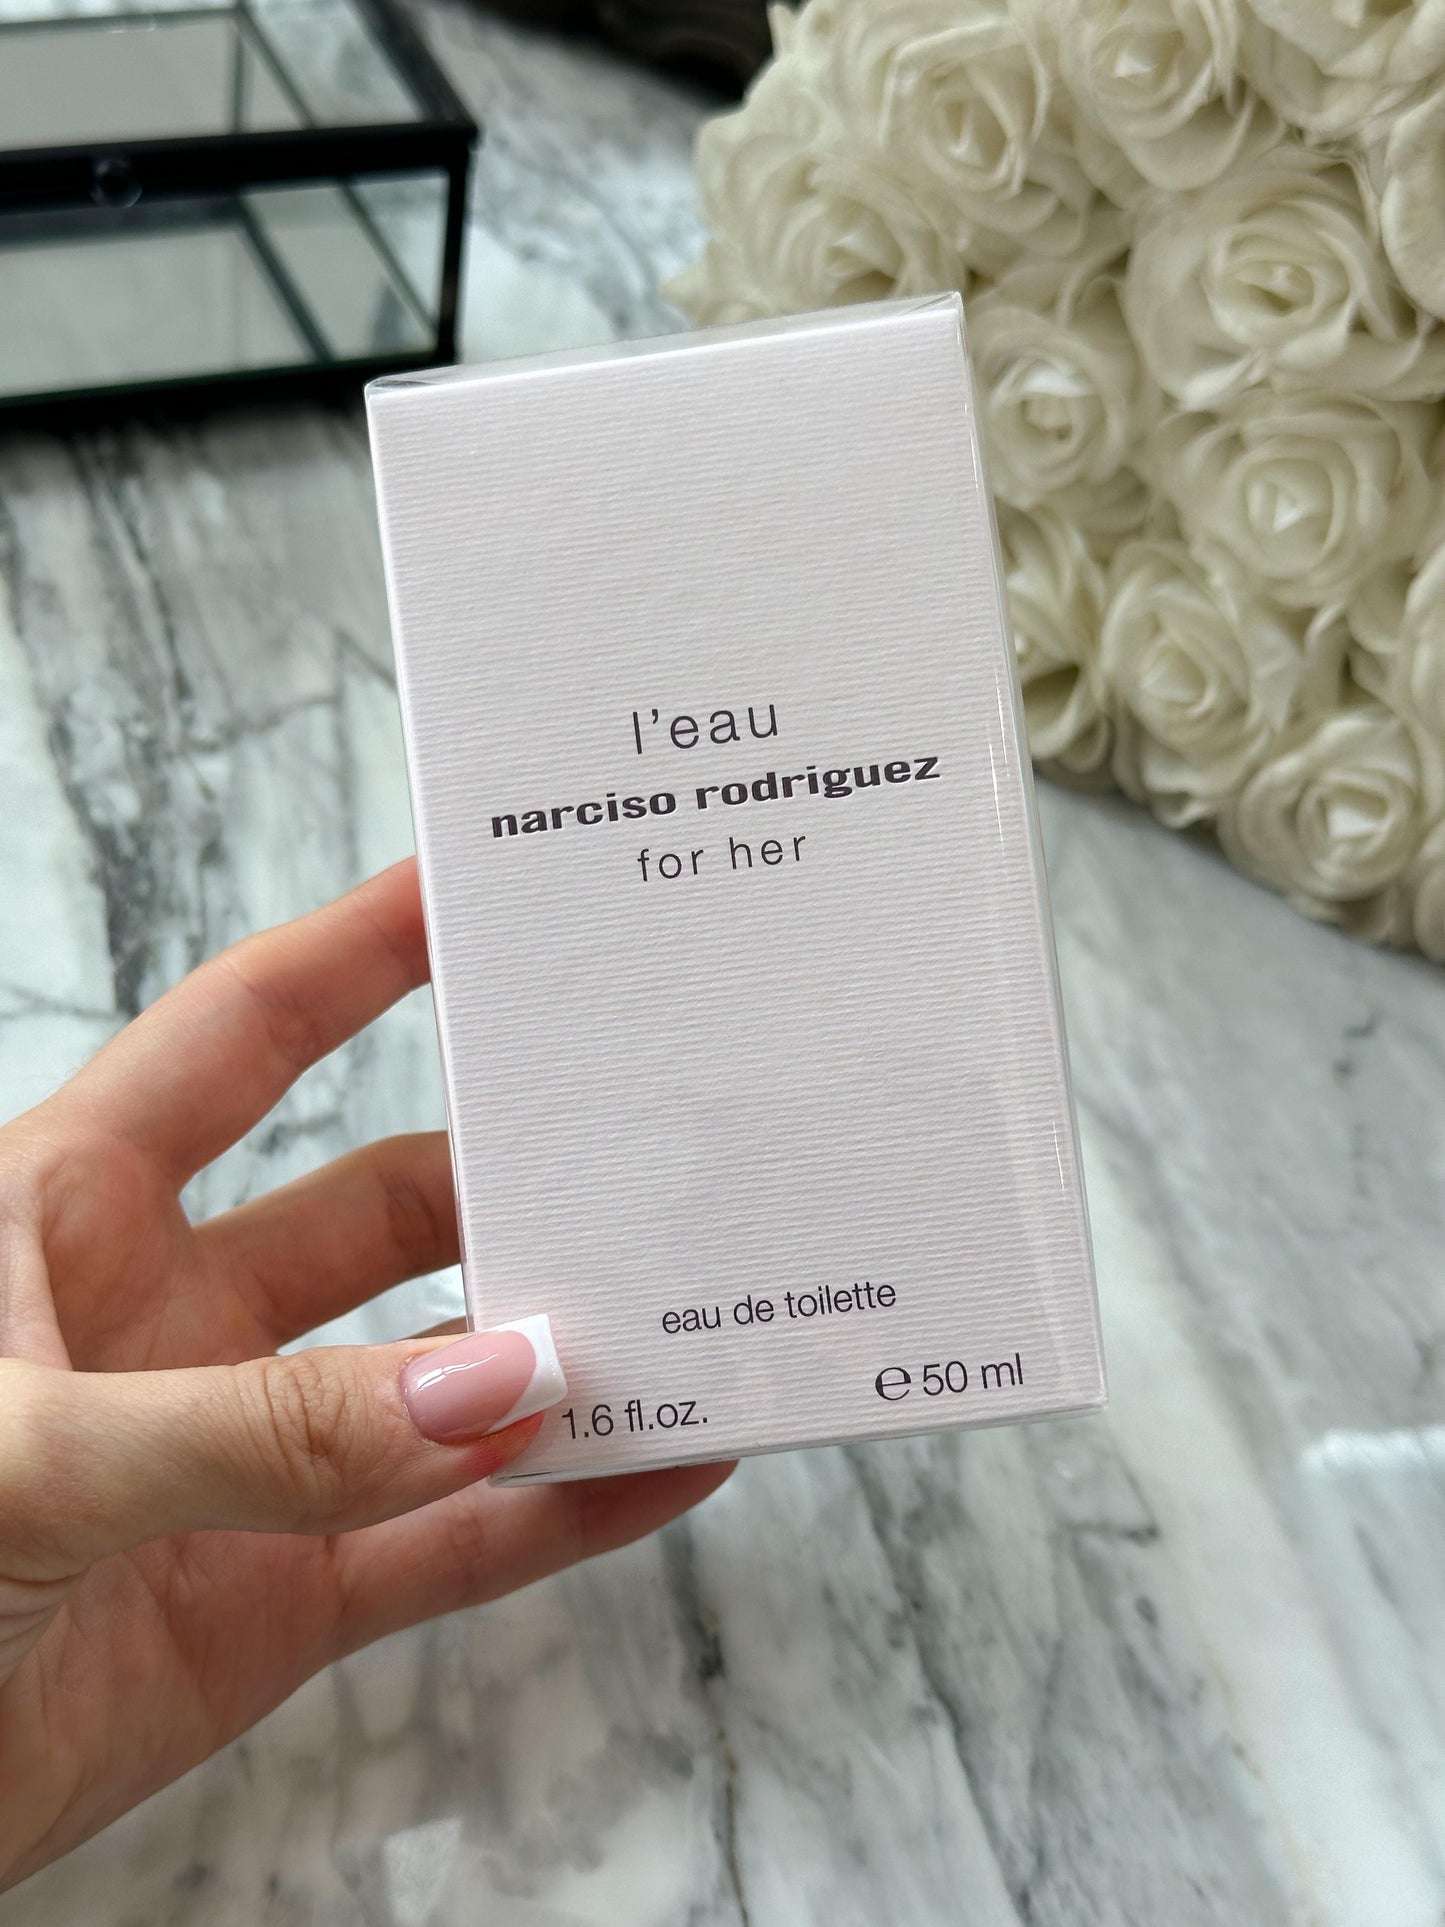 l'eau
narciso rodriguez
for her
eau de toilette
1.6 fl.oz. ℮ 50 ml